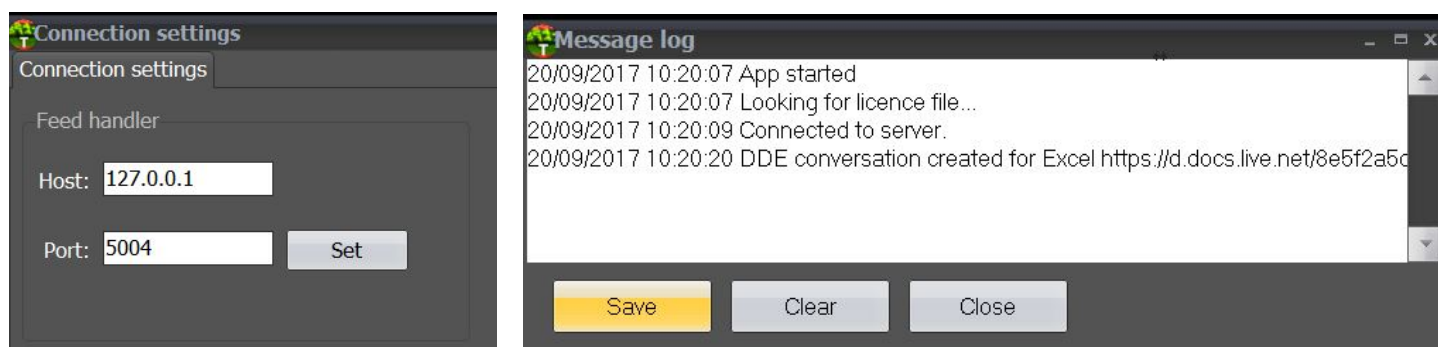 Connection settings
Connection settings
Feed handler
Host: 127.0.0.1
Port: 5004 Set
Message log
20/09/2017 10:20:07 App started
20/09/2017 10:20:07 Looking for licence file...
20/09/2017 10:20:09 Connected to server.
20/09/2017 10:20:20 DDE conversation created for Excel https://d.docs.live.net/8e5f2a5c
Save Clear Close